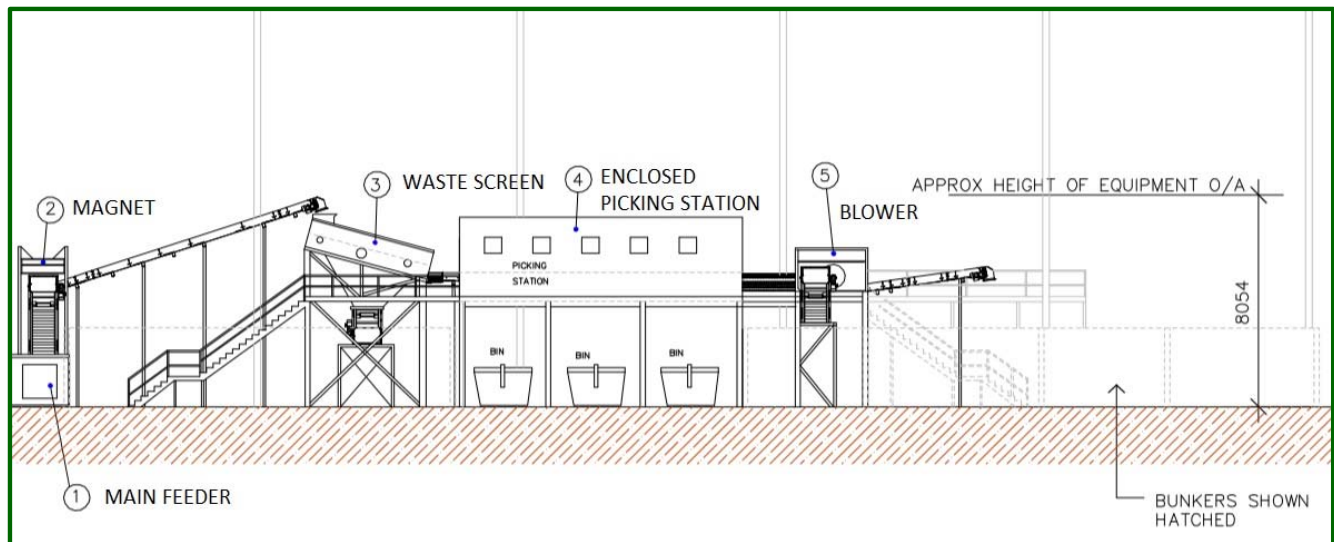 3 WASTE SCREEN
4 ENCLOSED
PICKING STATION
5
BLOWER
APPROX HEIGHT OF EQUIPMENT O/A
2 MAGNET
PICKING
STATION
8054
BIN
BIN
BIN
1 MAIN FEEDER
BUNKERS SHOWN
HATCHED